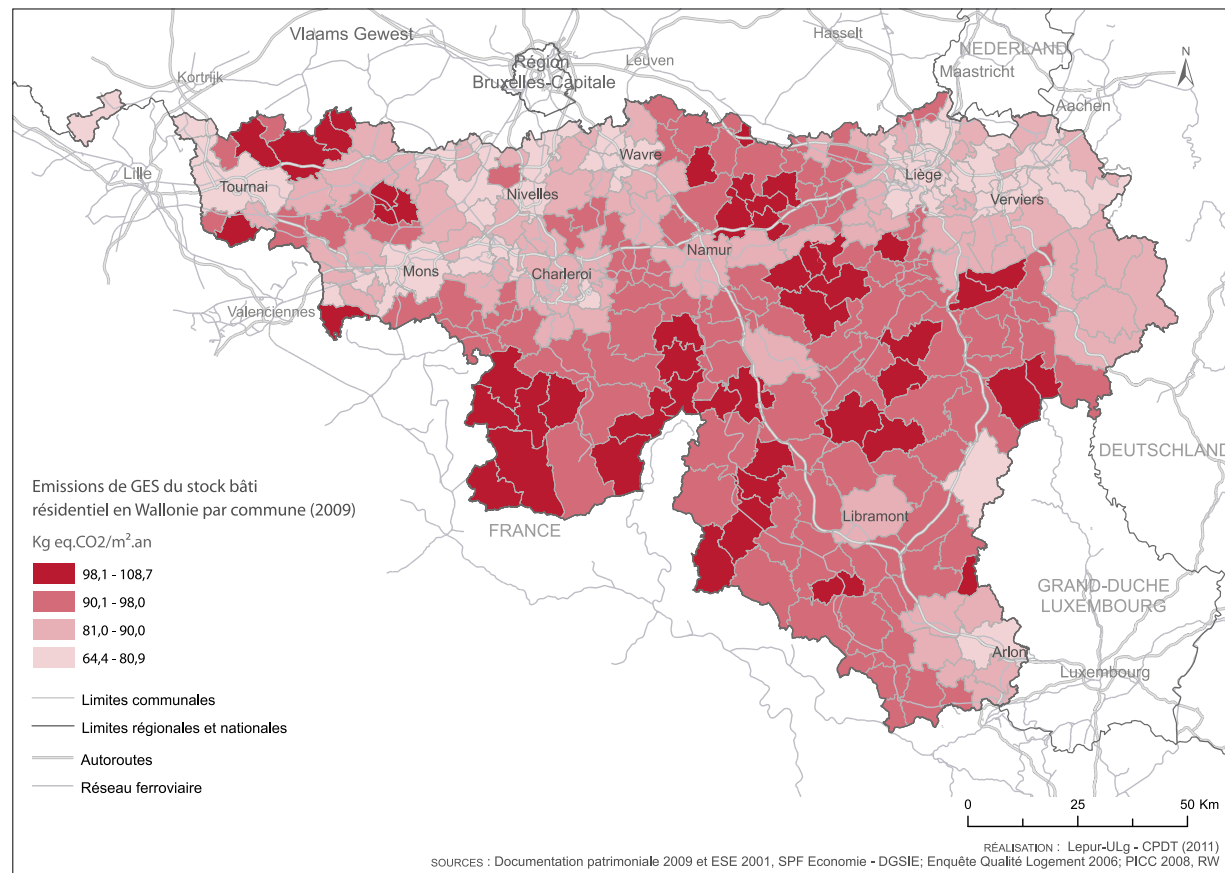 Vlaams Gewest
Hasselt
NEDERLAND
Région
Bruxelles-Capitale
Leuven
Maastricht
N
Kortrijk
Aachen
Lille
Tournai
Wavre
Liège
Nivelles
Verviers
Namur
Mons
Charleroi
Valenciennes
DEUTSCHLAND
Libramont
FRANCE
GRAND-DUCHE
LUXEMBOURG
Arlon
Luxembourg
Emissions de GES du stock bâti
résidentiel en Wallonie par commune (2009)
Kg eq.CO2/m².an
98,1 - 108,7
90,1 - 98,0
81,0 - 90,0
64,4 - 80,9
Limites communales
Limites régionales et nationales
Autoroutes
Réseau ferroviaire
0 25 50 Km
RÉALISATION : Lepur-ULg - CPDT (2011)
SOURCES : Documentation patrimoniale 2009 et ESE 2001, SPF Economie - DGSIE; Enquête Qualité Logement 2006; PICC 2008, RW